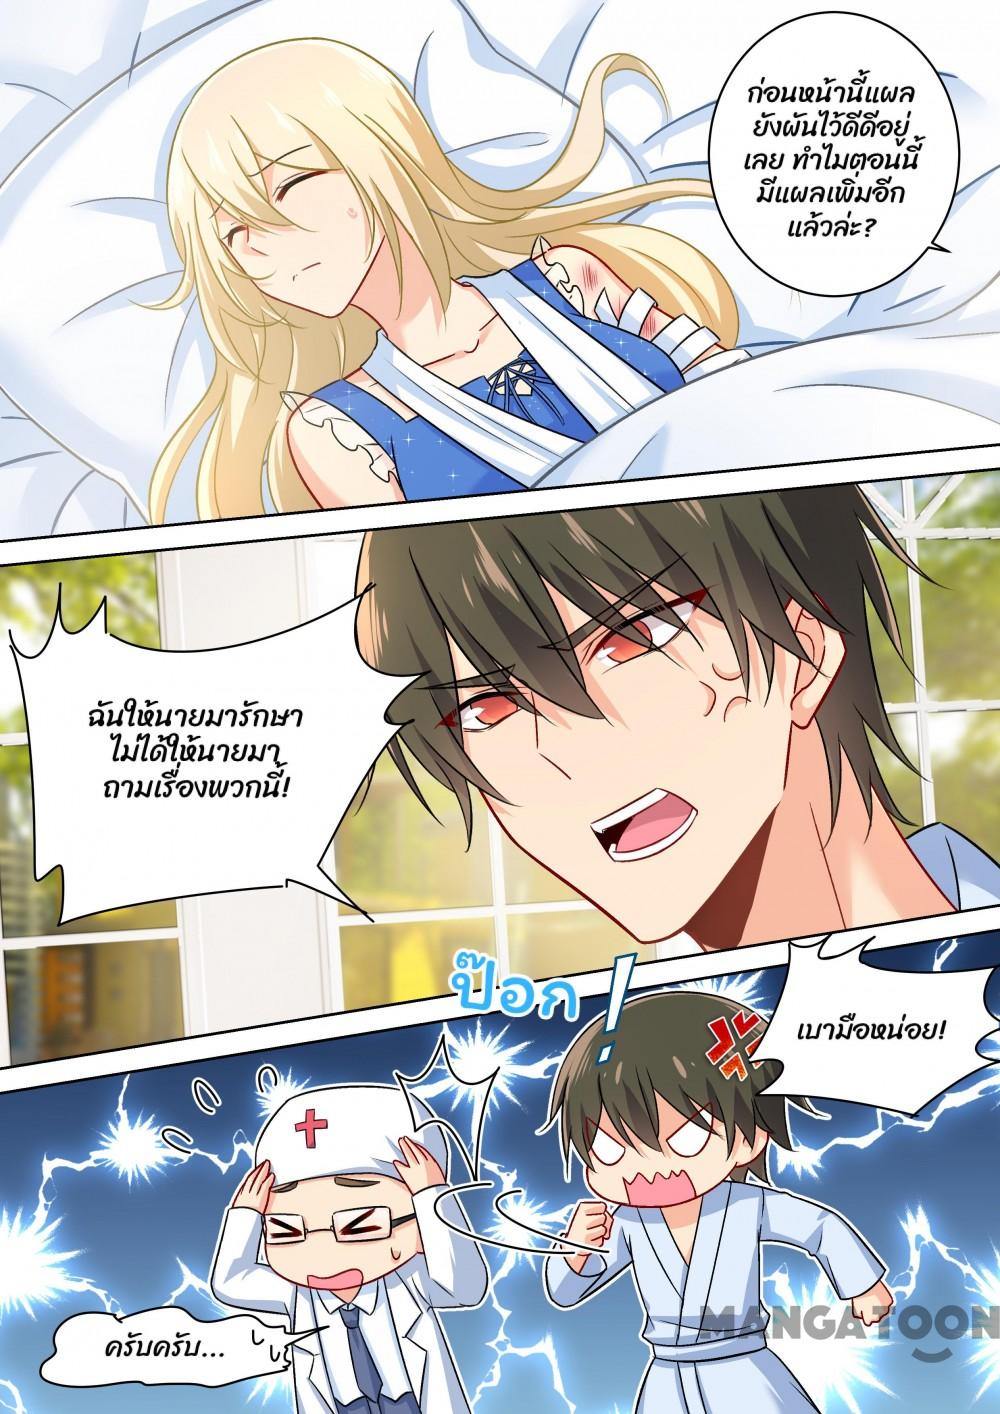 ก่อนหน้านี้แผล
ยังผันไว้ดีดีอยู่
เลย ทำไมตอนนี้
มีแผลเพิ่มอีก
แล้วล่ะ?
ฉันให้นายมารักษา
ไม่ได้ให้นายมา
ถามเรื่องพวกนี้!
ป๊อก!
เบามือหน่อย!
ครับครับ...
MANGATOON